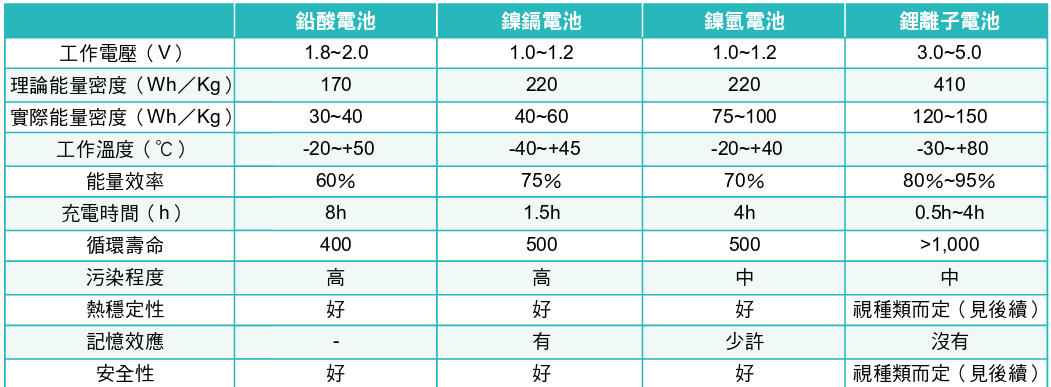 鉛酸電池 鎳鎘電池 鎳氫電池 鋰離子電池
工作電壓（V） 1.8~2.0 1.0~1.2 1.0~1.2 3.0~5.0
理論能量密度（Wh／Kg） 170 220 220 410
實際能量密度（Wh／Kg） 30~40 40~60 75~100 120~150
工作溫度（℃） -20~+50 -40~+45 -20~+40 -30~+80
能量效率 60% 75% 70% 80%~95%
充電時間（h） 8h 1.5h 4h 0.5h~4h
循環壽命 400 500 500 >1,000
污染程度 高 高 中 中
熱穩定性 好 好 好 視種類而定（見後續）
記憶效應 - 有 少許 沒有
安全性 好 好 好 視種類而定（見後續）